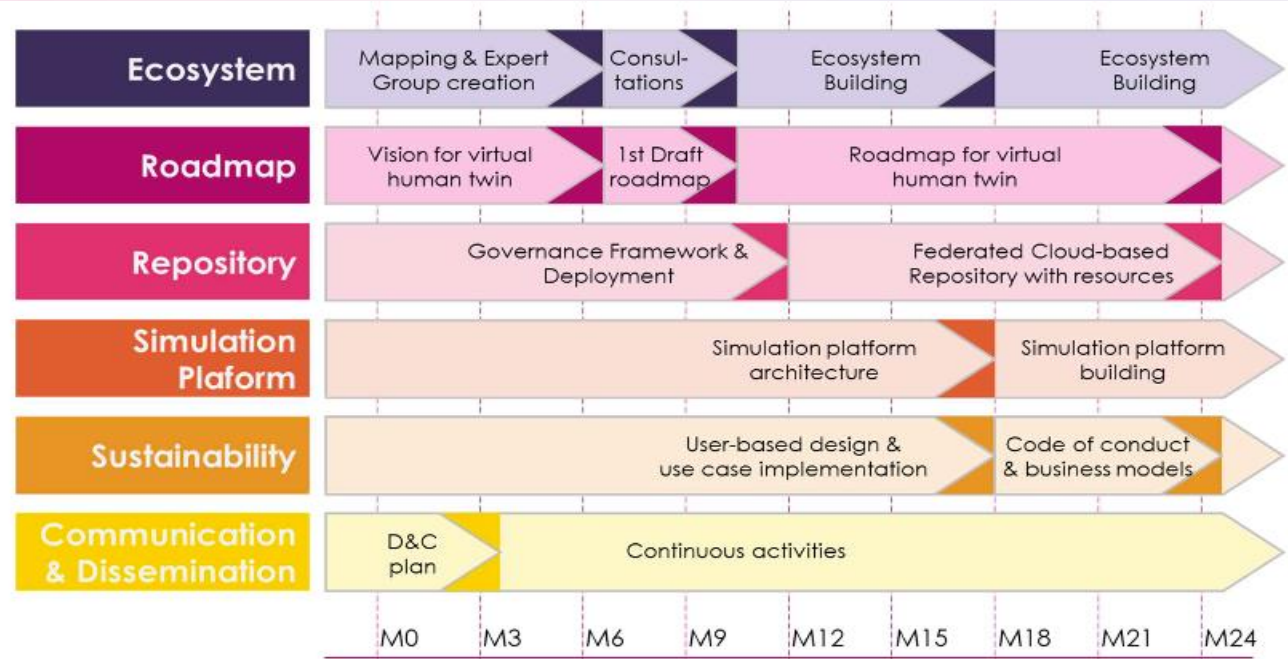 Ecosystem
Mapping & Expert
Group creation
Consul-
tations
Ecosystem
Building
Ecosystem
Building
Roadmap
Vision for virtual
human twin
1st Draft
roadmap
Roadmap for virtual
human twin
Repository
Governance Framework &
Deployment
Federated Cloud-based
Repository with resources
Simulation
Plaform
Simulation platform
architecture
Simulation platform
building
Sustainability
User-based design &
use case implementation
Code of conduct
& business models
Communication
& Dissemination
D&C
plan
Continuous activities
M0 M3 M6 M9 M12 M15 M18 M21 M24